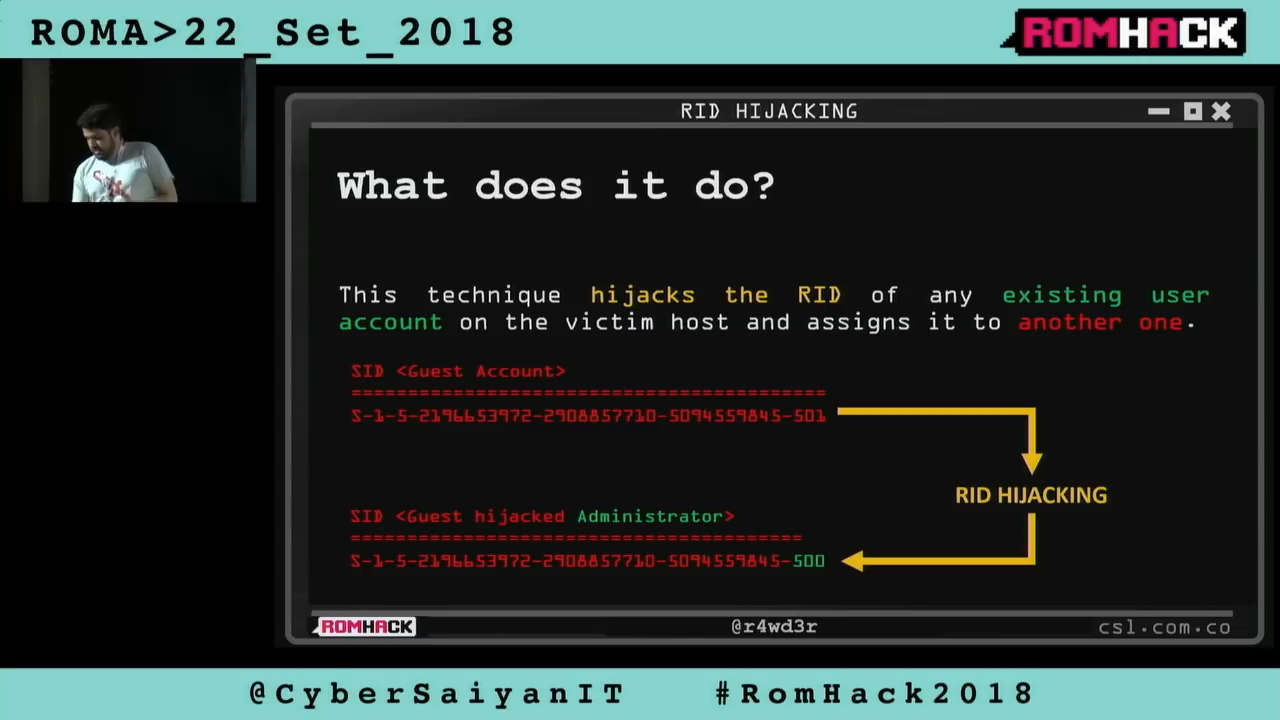 ROMA>22_Set_2018
ROMHACK
RID HIJACKING
What does it do?
This technique hijacks the RID of any existing user
account on the victim host and assigns it to another one.
SID <Guest Account>
==========================================
S-1-5-2196653972-2908857710-5094559845-501
RID HIJACKING
SID <Guest hijacked Administrator>
========================================
S-1-5-2196653972-2908857710-5094559845-500
ROMHACK
@r4wd3r
csl.com.co
@CyberSaiyanIT
#RomHack2018